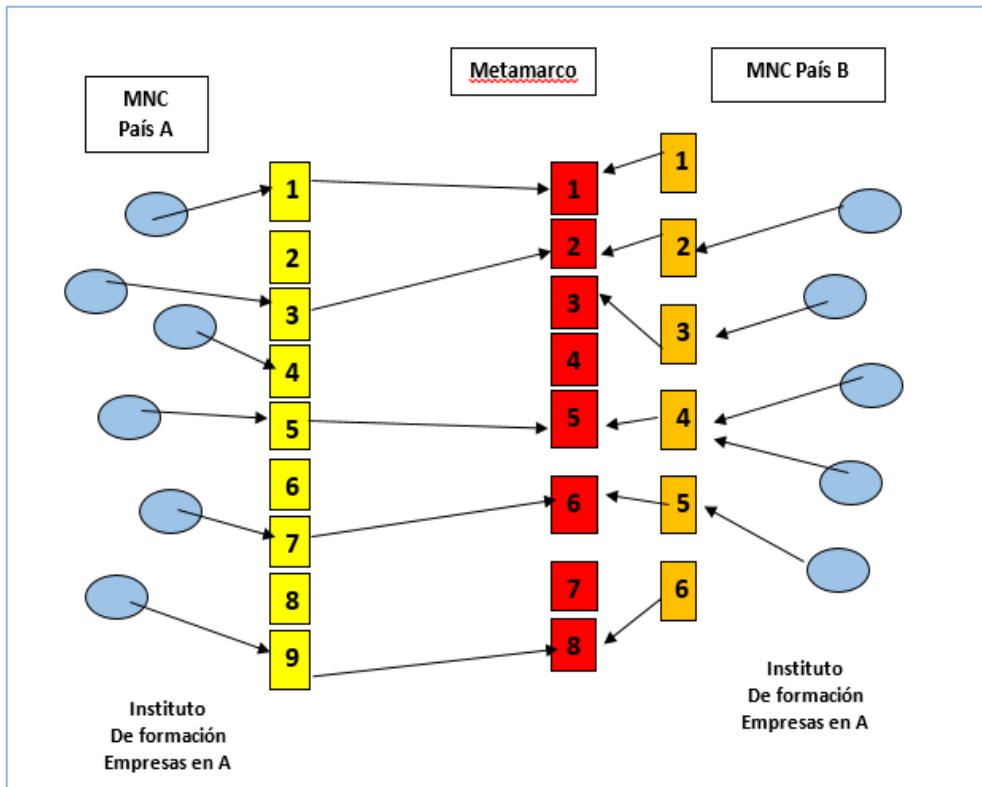 MNC
País A
Metamarco
MNC País B
1
2
3
4
5
6
7
8
9
1
2
3
4
5
6
7
8
1
2
3
4
5
6
Instituto
De formación
Empresas en A
Instituto
De formación
Empresas en A